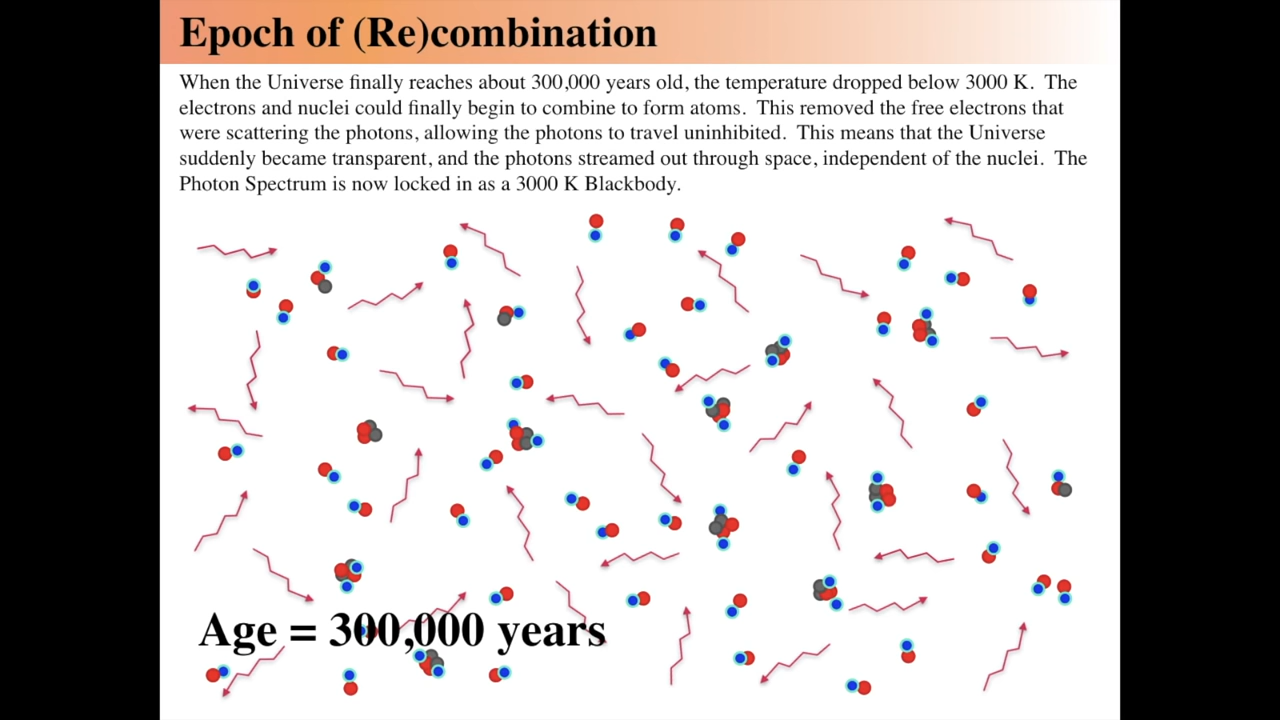 Epoch of (Re)combination
When the Universe finally reaches about 300,000 years old, the temperature dropped below 3000 K.  The
electrons and nuclei could finally begin to combine to form atoms.  This removed the free electrons that
were scattering the photons, allowing the photons to travel uninhibited.  This means that the Universe
suddenly became transparent, and the photons streamed out through space, independent of the nuclei.  The
Photon Spectrum is now locked in as a 3000 K Blackbody.
Age = 300,000 years